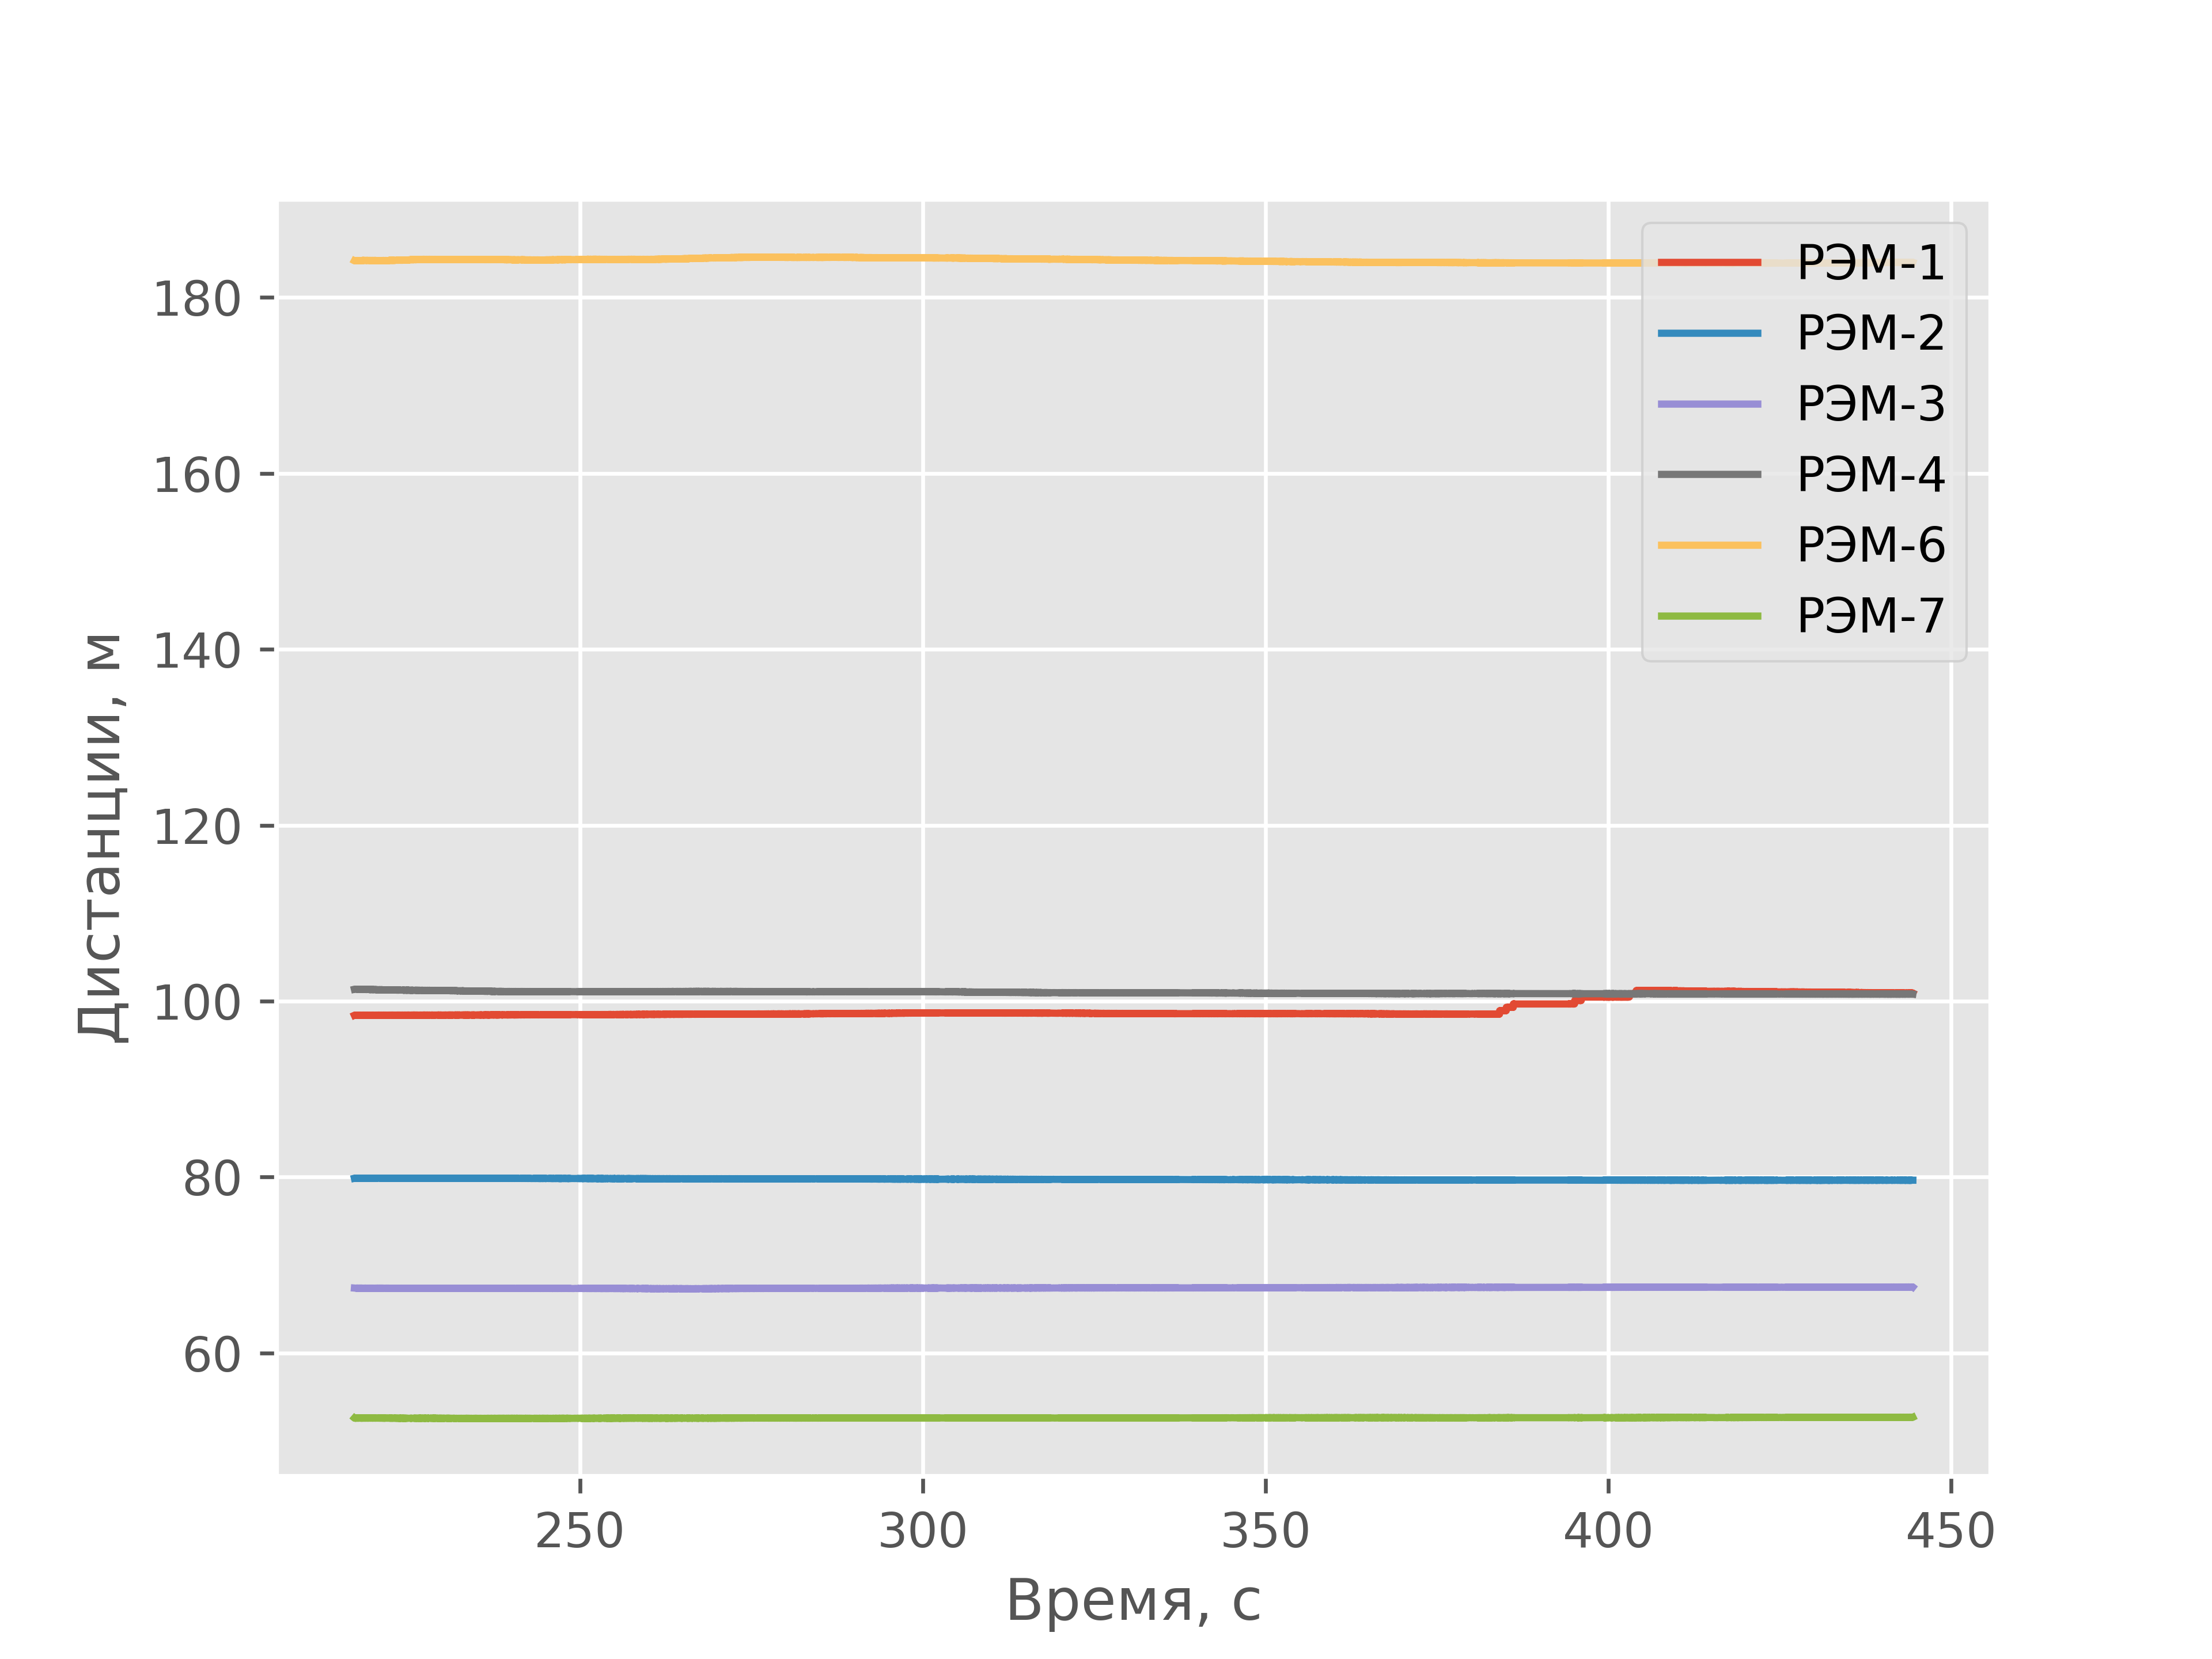 РЭМ-1
РЭМ-2
РЭМ-3
РЭМ-4
РЭМ-6
РЭМ-7
Дистанции, м
180
160
140
120
100
80
60
250 300 350 400 450
Время, с